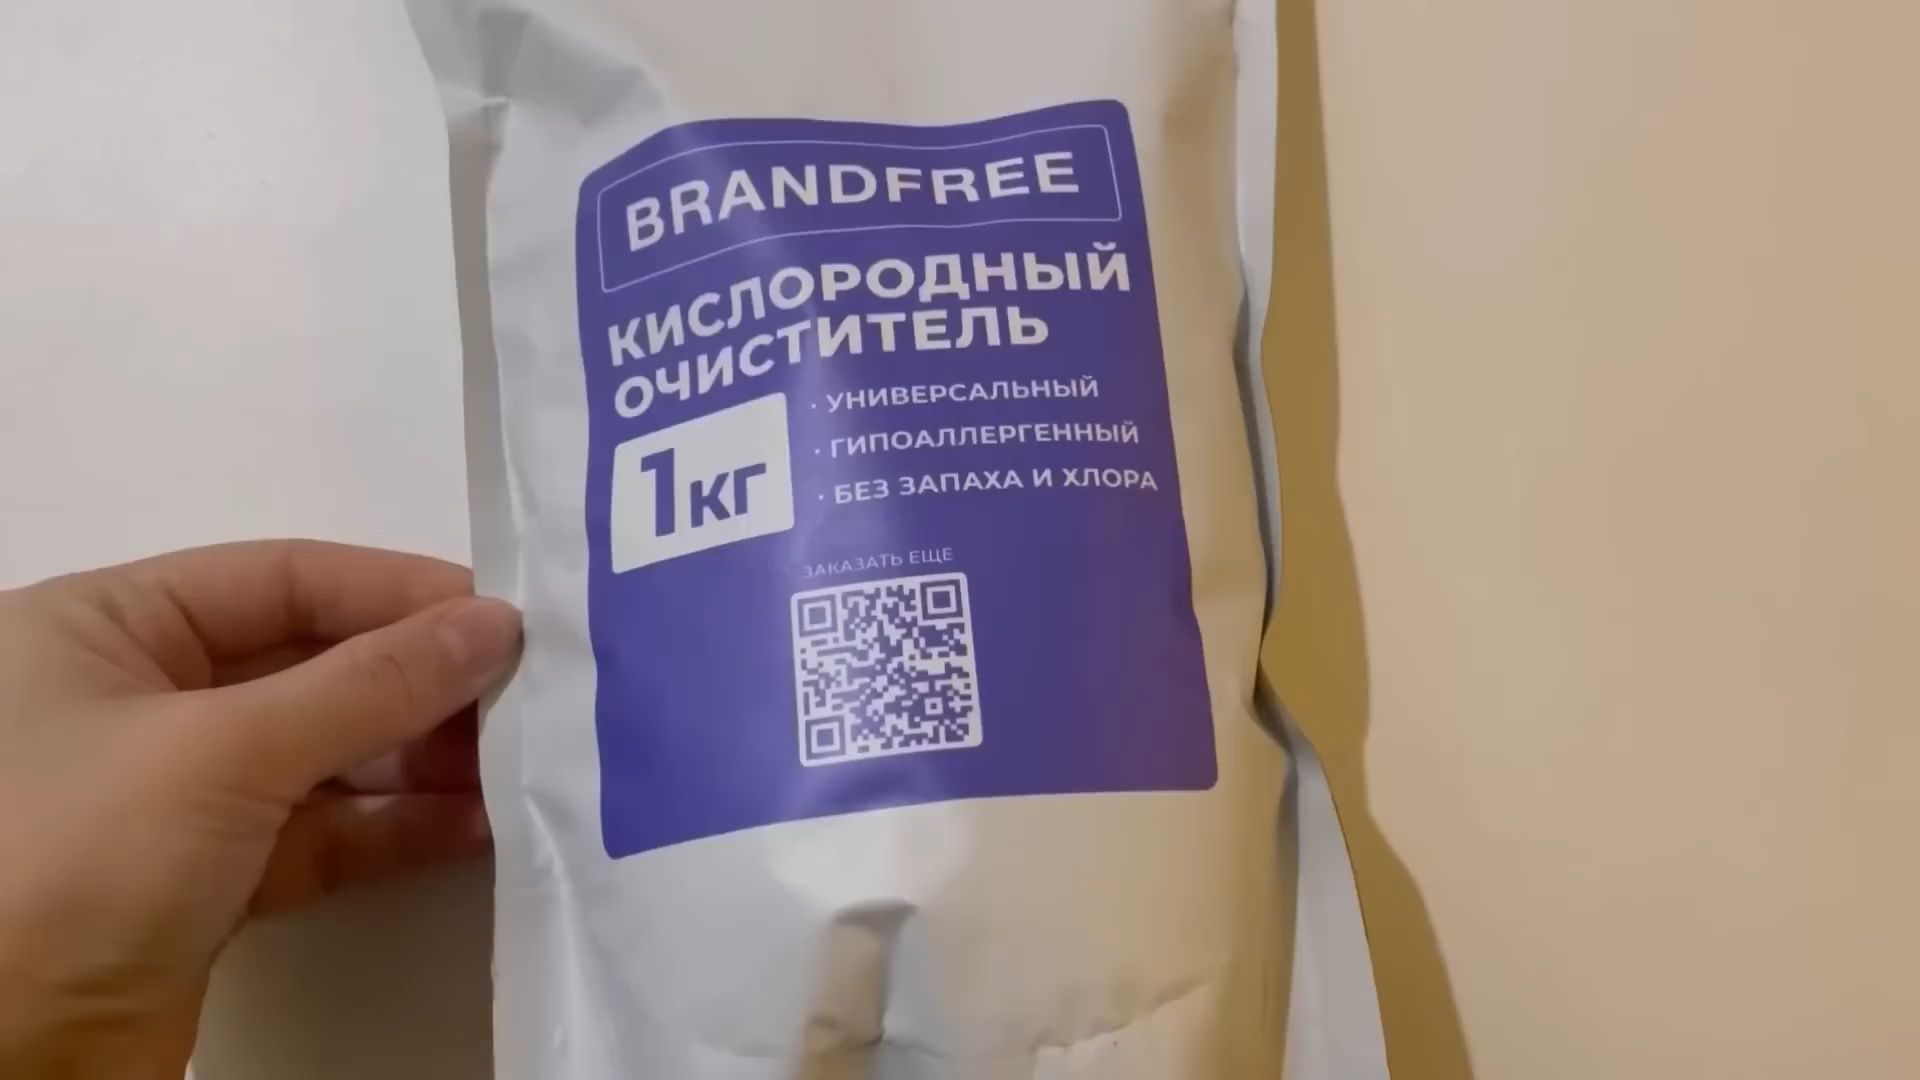 BRANDFREE
КИСЛОРОДНЫЙ
ОЧИСТИТЕЛЬ
1кг
· УНИВЕРСАЛЬНЫЙ
· ГИПОАЛЛЕРГЕННЫЙ
· БЕЗ ЗАПАХА И ХЛОРА
ЗАКАЗАТЬ ЕЩЕ